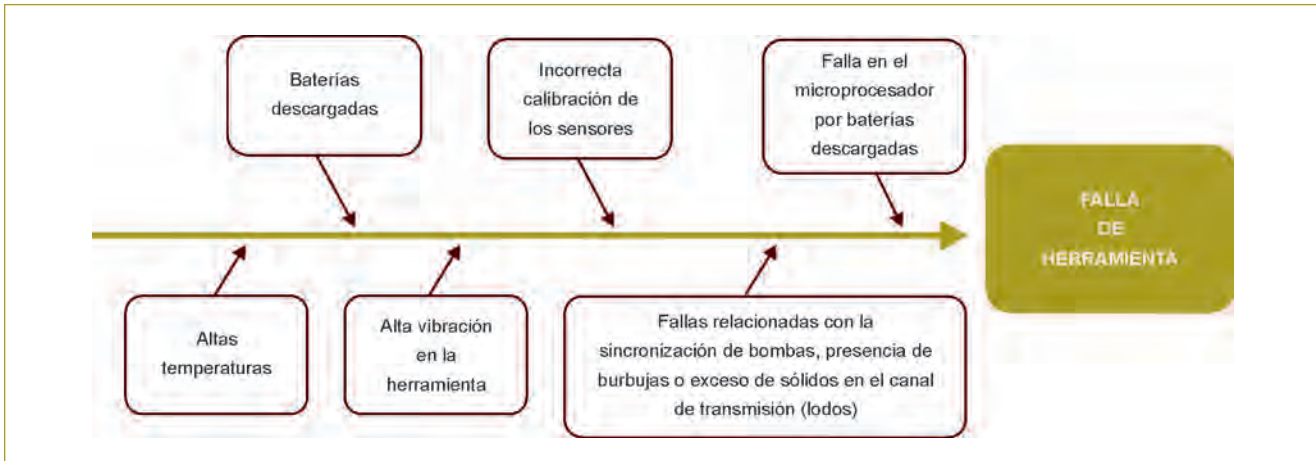 Baterías
descargadas
Incorrecta
calibración de
los sensores
Falla en el
microprocesador
por baterías
descargadas
FALLA
DE
HERRAMIENTA
Altas
temperaturas
Alta vibración
en la
herramienta
Fallas relacionadas con la
sincronización de bombas, presencia de
burbujas o exceso de sólidos en el canal
de transmisión (lodos)